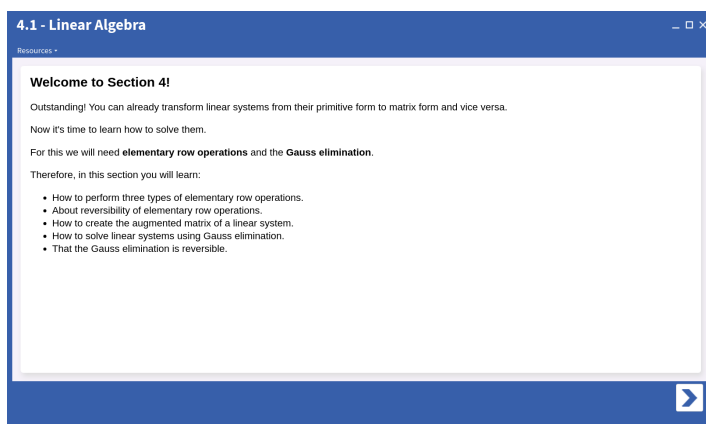 4.1 - Linear Algebra
Resources
Welcome to Section 4!
Outstanding! You can already transform linear systems from their primitive form to matrix form and vice versa.
Now it's time to learn how to solve them.
For this we will need elementary row operations and the Gauss elimination.
Therefore, in this section you will learn:
• How to perform three types of elementary row operations.
• About reversibility of elementary row operations.
• How to create the augmented matrix of a linear system.
• How to solve linear systems using Gauss elimination.
• That the Gauss elimination is reversible.